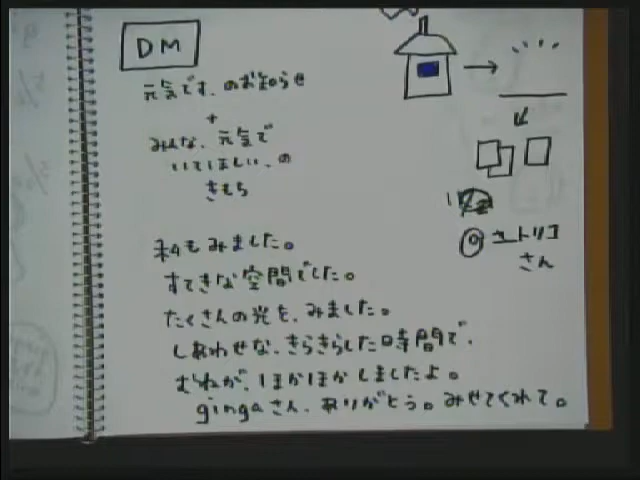 DM
元気です、のお知らせ
+
みんな、元気で
いてほしい、の
きもち
ユトリコ
さん
私もみました。
すてきな空間でした。
たくさんの光を、みました。
しあわせな、きらきらした時間で、
むねが、ほかほかしましたよ。
gingaさん、ありがとう。みせてくれて。